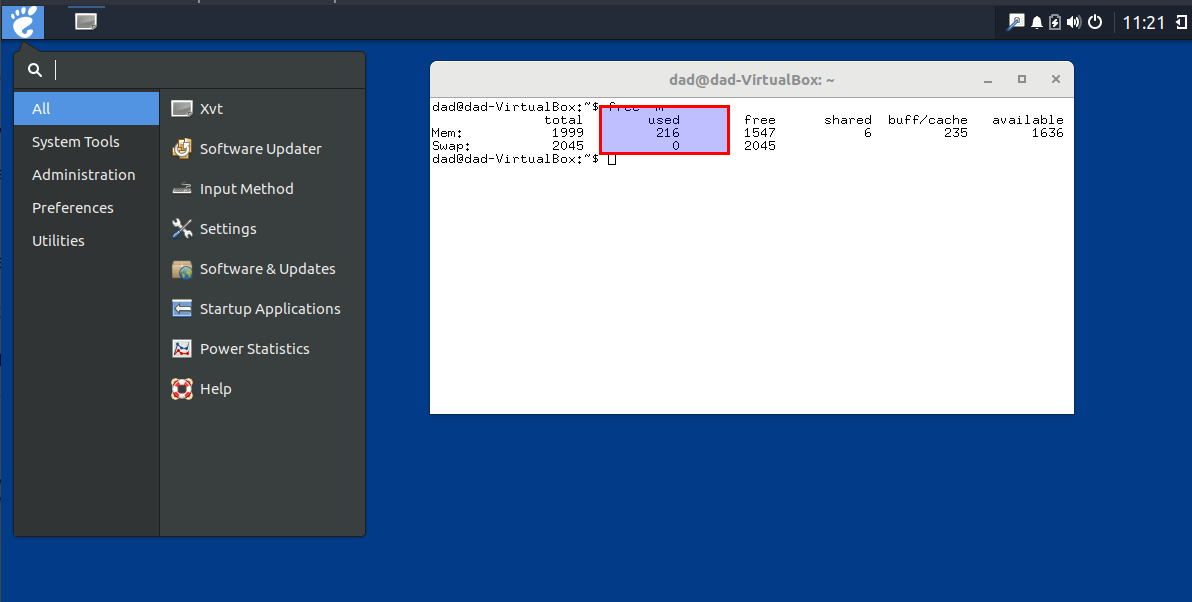 11:21
All
System Tools
Administration
Preferences
Utilities
Xvt
Software Updater
Input Method
Settings
Software & Updates
Startup Applications
Power Statistics
Help
dad@dad-VirtualBox: ~
dad@dad-VirtualBox:~$ free -m
total used free shared buff/cache available
Mem: 1999 216 1547 6 235 1636
Swap: 2045 0 2045
dad@dad-VirtualBox:~$